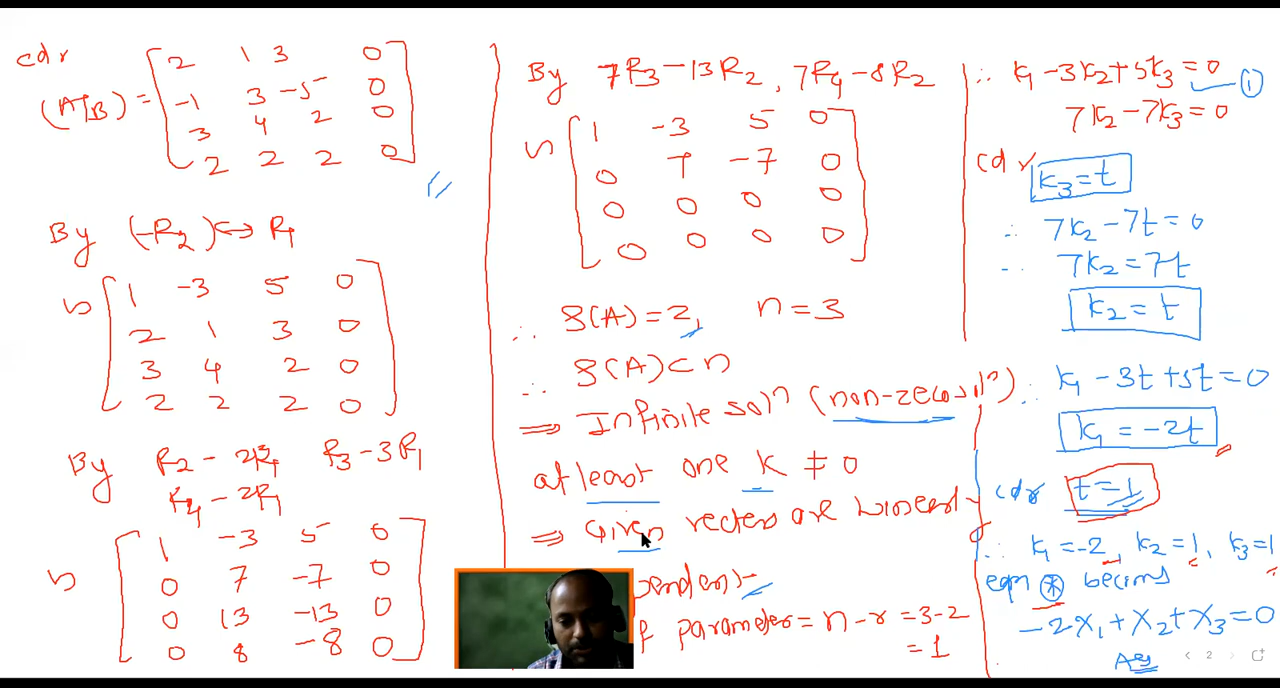 cdr
(A|B) = [ 2 1 3 0
-1 3 -5 0
3 4 2 0
2 2 2 0 ]
By (-R2) ↔ R1
~ [ 1 -3 5 0
2 1 3 0
3 4 2 0
2 2 2 0 ]
By R2 - 2R1 R3 - 3R1
R4 - 2R1
~ [ 1 -3 5 0
0 7 -7 0
0 13 -13 0
0 8 -8 0 ]
By 7R3 - 13R2, 7R4 - 8R2
~ [ 1 -3 5 0
0 7 -7 0
0 0 0 0
0 0 0 0 ]
∴ ρ(A) = 2, n = 3
∴ ρ(A) < n
⇒ Infinite solⁿ (non-zero solⁿ)
at least one k ≠ 0
⇒ Given vectors are linearly
parameter = n - r = 3 - 2
= 1
∴ k1 - 3k2 + 5k3 = 0 ①
7k2 - 7k3 = 0
cdr k3 = t
∴ 7k2 - 7t = 0
∴ 7k2 = 7t
k2 = t
∴ k1 - 3t + 5t = 0
k1 = -2t
cdr t = 1
∴ k1 = -2, k2 = 1, k3 = 1
eqn * becoms
-2X1 + X2 + X3 = 0
Ans
2